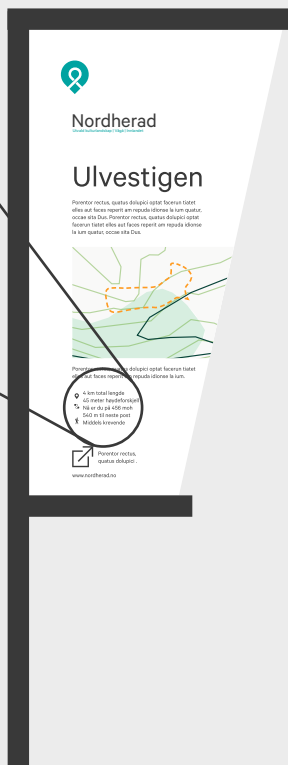 Nordherad
Ulvestigen
Porentor rectus, quatus dolupici optat facerun tiatet
elles aut faces reperit am repuda idionse la ium quatur,
occae sita Dus. Porentor rectus, quatus dolupici optat
facerun tiatet elles aut faces reperit am repuda idionse
la ium quatur, occae sita Dus.
Porentor rectus, quatus dolupici optat facerun tiatet
elles aut faces reperit am repuda idionse la ium.
4 km total lengde
45 meter høydeforskjell
Nå er du på 456 moh
540 m til neste post
Middels krevende
Porentor rectus,
quatus dolupici .
www.nordherad.no